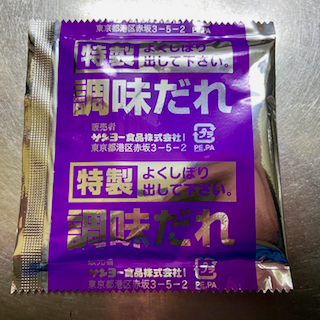 東京都港区赤坂3-5-2
特製 よくしぼり
出して下さい。
調味だれ
販売者
サンヨー食品株式会社 I
東京都港区赤坂3-5-2
プラ
PE,PA
特製 よくしぼり
出して下さい。
調味だれ
販売者
サンヨー食品株式会社 I
東京都港区赤坂3-5-2
プラ
PE,PA